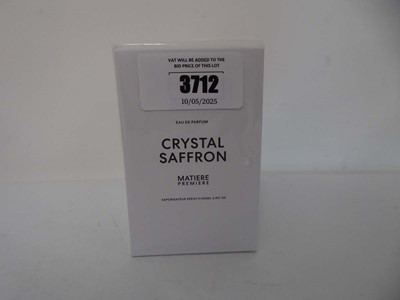 VAT WILL BE ADDED TO THE
BID PRICE OF THIS LOT
3712
10/05/2025
EAU DE PARFUM
CRYSTAL
SAFFRON
MATIERE
PREMIERE